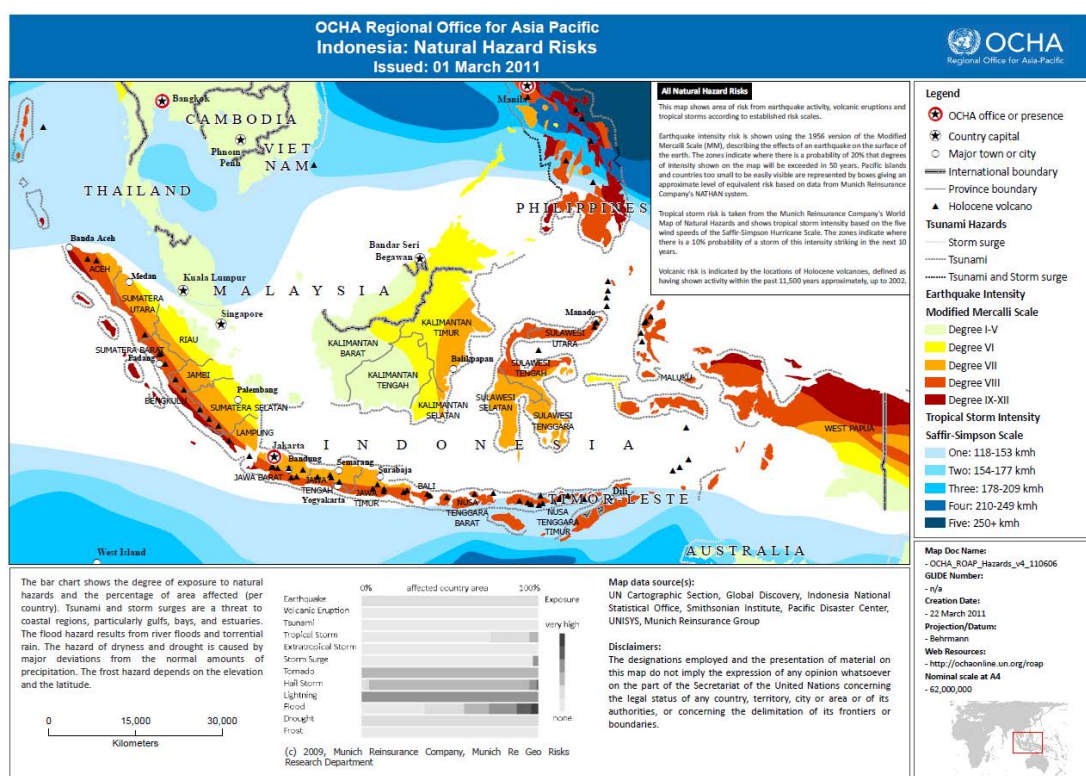 OCHA Regional Office for Asia Pacific
Indonesia: Natural Hazard Risks
Issued: 01 March 2011
OCHA
Regional Office for Asia-Pacific
Bangkok
CAMBODIA
Phnom
Penh
VIET
NAM
THAILAND
Manila
PHILIPPINES
All Natural Hazard Risks
This map shows area of risk from earthquake activity, volcanic eruptions and
tropical storms according to established risk scales.
Earthquake intensity risk is shown using the 1956 version of the Modified
Mercalli Scale (MM), describing the effects of an earthquake on the surface of
the earth. The zones indicate where there is a probability of 20% that degrees
of intensity shown on the map will be exceeded in 50 years. Pacific islands
and countries too small to be easily visible are represented by boxes giving an
approximate level of equivalent risk based on data from Munich Reinsurance
Company's NATHAN system.
Tropical storm risk is taken from the Munich Reinsurance Company's World
Map of Natural Hazards and shows tropical storm intensity based on the five
wind speeds of the Saffir-Simpson Hurricane Scale. The zones indicate where
there is a 10% probability of a storm of this intensity striking in the next 10
years.
Volcanic risk is indicated by the locations of Holocene volcanoes, defined as
having shown activity within the past 11,500 years approximately, up to 2002.
Banda Aceh
ACEH
Medan
SUMATERA
UTARA
Kuala Lumpur
MALAYSIA
Bandar Seri
Begawan
Singapore
RIAU
SUMATERA BARAT
Padang
JAMBI
BENGKULU
Palembang
SUMATERA SELATAN
LAMPUNG
KALIMANTAN
BARAT
KALIMANTAN
TIMUR
KALIMANTAN
TENGAH
Balikpapan
KALIMANTAN
SELATAN
Manado
SULAWESI
UTARA
SULAWESI
TENGAH
SULAWESI
SELATAN
SULAWESI
TENGGARA
MALUKU
WEST PAPUA
INDONESIA
Jakarta
Bandung
Semarang
Surabaja
JAWA BARAT
JAWA
TENGAH
Yogyakarta
JAWA
TIMUR
BALI
NUSA
TENGGARA
BARAT
NUSA
TENGGARA
TIMUR
Dili
TIMOR-LESTE
West Island
AUSTRALIA
Legend
OCHA office or presence
Country capital
Major town or city
International boundary
Province boundary
Holocene volcano
Tsunami Hazards
Storm surge
Tsunami
Tsunami and Storm surge
Earthquake Intensity
Modified Mercalli Scale
Degree I-V
Degree VI
Degree VII
Degree VIII
Degree IX-XII
Tropical Storm Intensity
Saffir-Simpson Scale
One: 118-153 kmh
Two: 154-177 kmh
Three: 178-209 kmh
Four: 210-249 kmh
Five: 250+ kmh
The bar chart shows the degree of exposure to natural
hazards and the percentage of area affected (per
country). Tsunami and storm surges are a threat to
coastal regions, particularly gulfs, bays, and estuaries.
The flood hazard results from river floods and torrential
rain. The hazard of dryness and drought is caused by
major deviations from the normal amounts of
precipitation. The frost hazard depends on the elevation
and the latitude.
0 15,000 30,000
Kilometers
0% affected country area 100%
Exposure
very high
none
Earthquake
Volcanic Eruption
Tsunami
Tropical Storm
Extratropical Storm
Storm Surge
Tornado
Hail Storm
Lightning
Flood
Drought
Frost
(c) 2009, Munich Reinsurance Company, Munich Re Geo Risks
Research Department
Map data source(s):
UN Cartographic Section, Global Discovery, Indonesia National
Statistical Office, Smithsonian Institute, Pacific Disaster Center,
UNISYS, Munich Reinsurance Group
Disclaimers:
The designations employed and the presentation of material on
this map do not imply the expression of any opinion whatsoever
on the part of the Secretariat of the United Nations concerning
the legal status of any country, territory, city or area or of its
authorities, or concerning the delimitation of its frontiers or
boundaries.
Map Doc Name:
- OCHA_ROAP_Hazards_v4_110606
GLIDE Number:
- n/a
Creation Date:
- 22 March 2011
Projection/Datum:
- Behrmann
Web Resources:
- http://ochaonline.un.org/roap
Nominal scale at A4
- 62,000,000